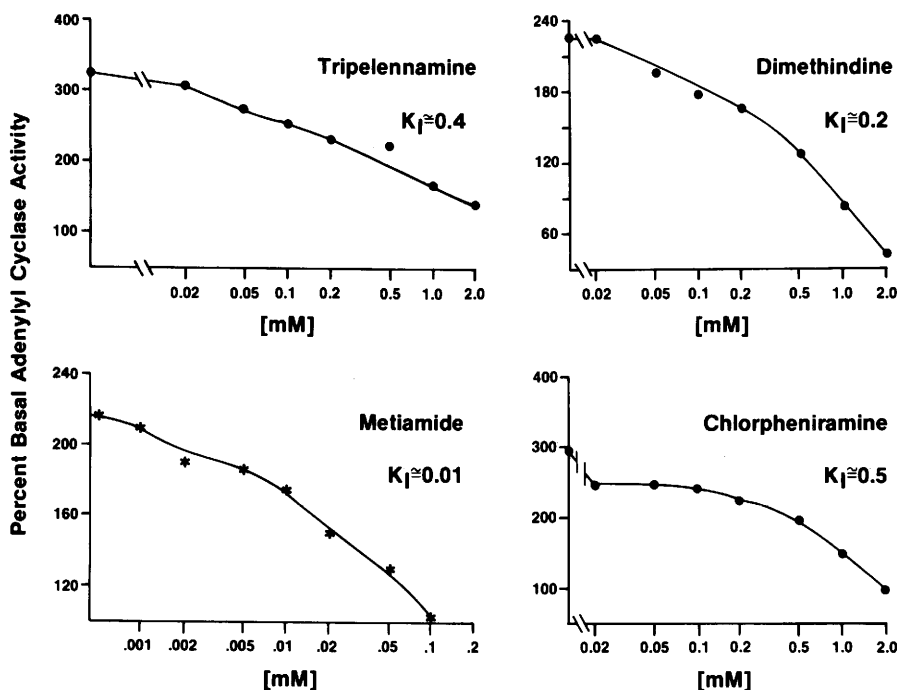 Percent Basal Adenylyl Cyclase Activity
400
300
200
100
Tripelennamine
KI≅0.4
0.02 0.05 0.1 0.2 0.5 1.0 2.0
[mM]
240
180
120
60
Dimethindine
KI≅0.2
0.02 0.05 0.1 0.2 0.5 1.0 2.0
[mM]
240
200
160
120
Metiamide
KI≅0.01
.001 .002 .005 .01 .02 .05 .1 .2
[mM]
400
300
200
100
Chlorpheniramine
KI≅0.5
0.02 0.05 0.1 0.2 0.5 1.0 2.0
[mM]